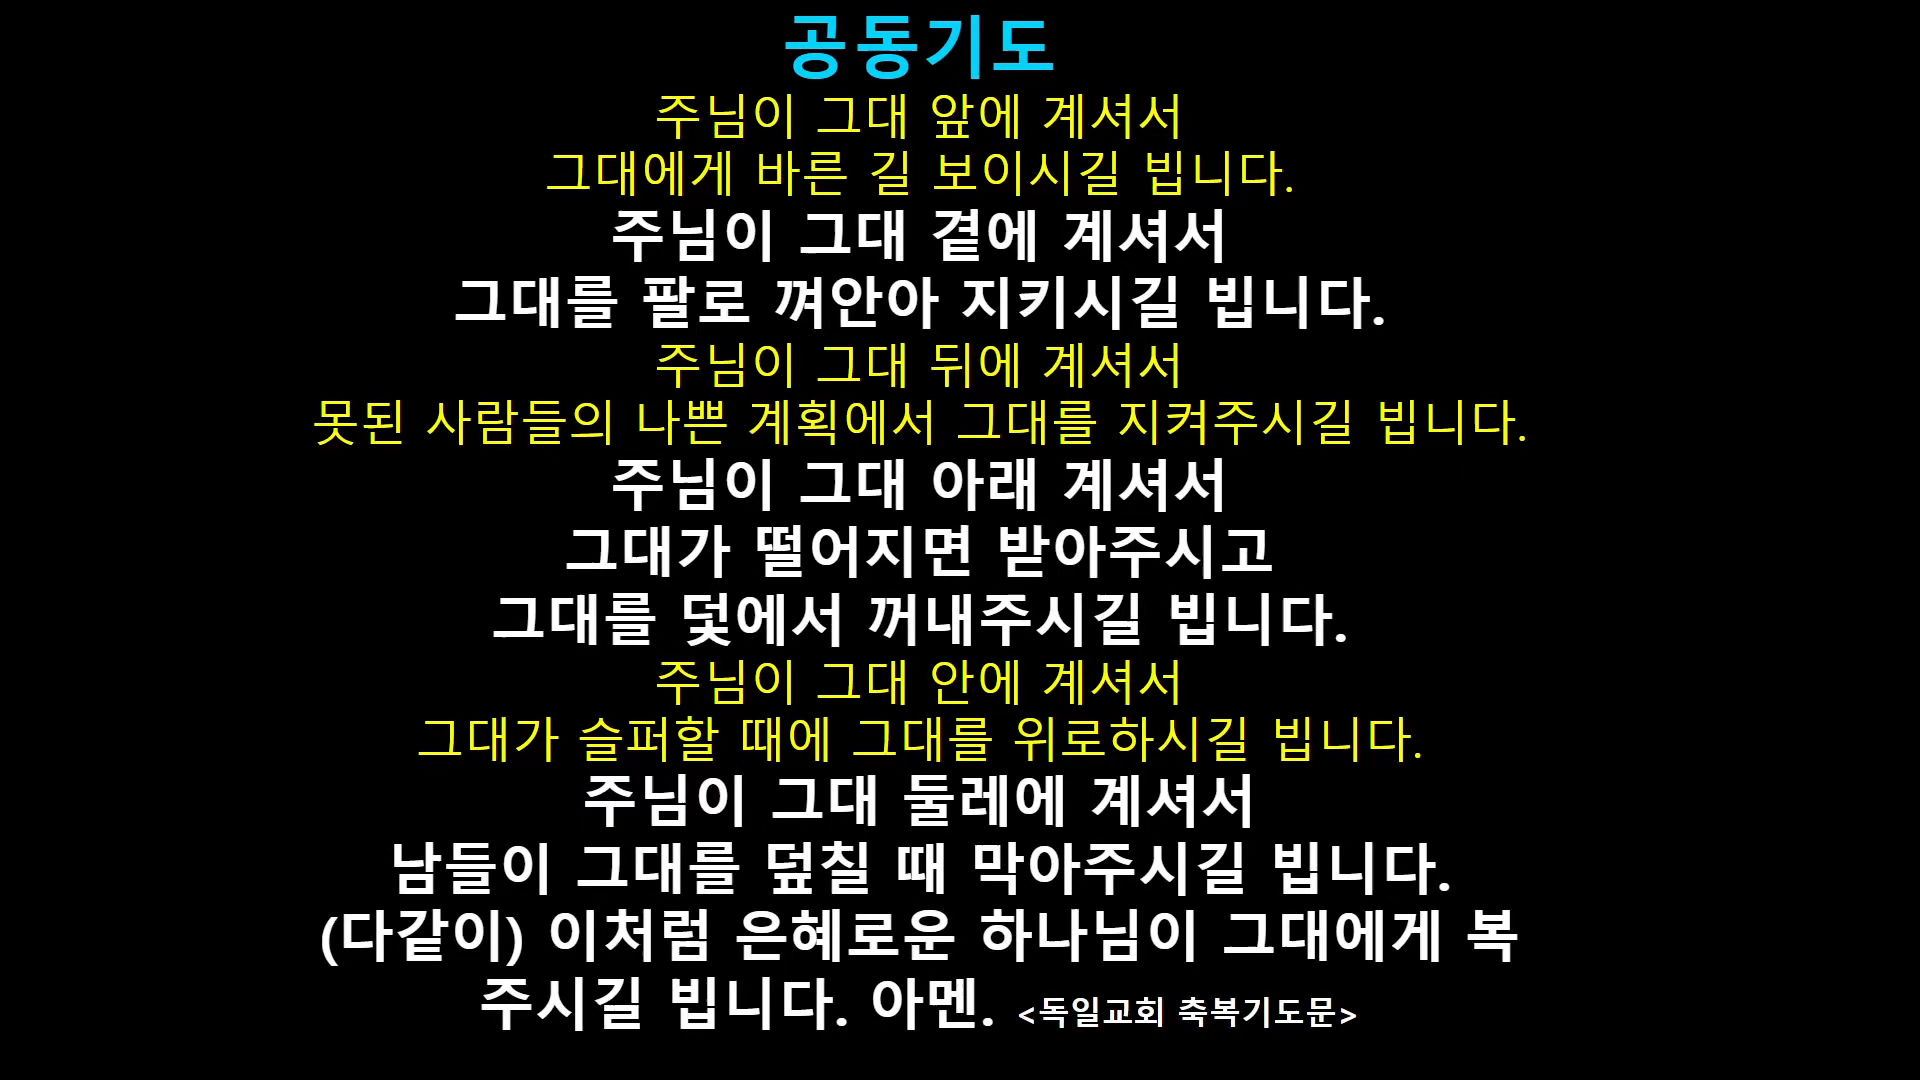 공동기도
주님이 그대 앞에 계셔서
그대에게 바른 길 보이시길 빕니다.
주님이 그대 곁에 계셔서
그대를 팔로 껴안아 지키시길 빕니다.
주님이 그대 뒤에 계셔서
못된 사람들의 나쁜 계획에서 그대를 지켜주시길 빕니다.
주님이 그대 아래 계셔서
그대가 떨어지면 받아주시고
그대를 덫에서 꺼내주시길 빕니다.
주님이 그대 안에 계셔서
그대가 슬퍼할 때에 그대를 위로하시길 빕니다.
주님이 그대 둘레에 계셔서
남들이 그대를 덮칠 때 막아주시길 빕니다.
(다같이) 이처럼 은혜로운 하나님이 그대에게 복
주시길 빕니다. 아멘. <독일교회 축복기도문>